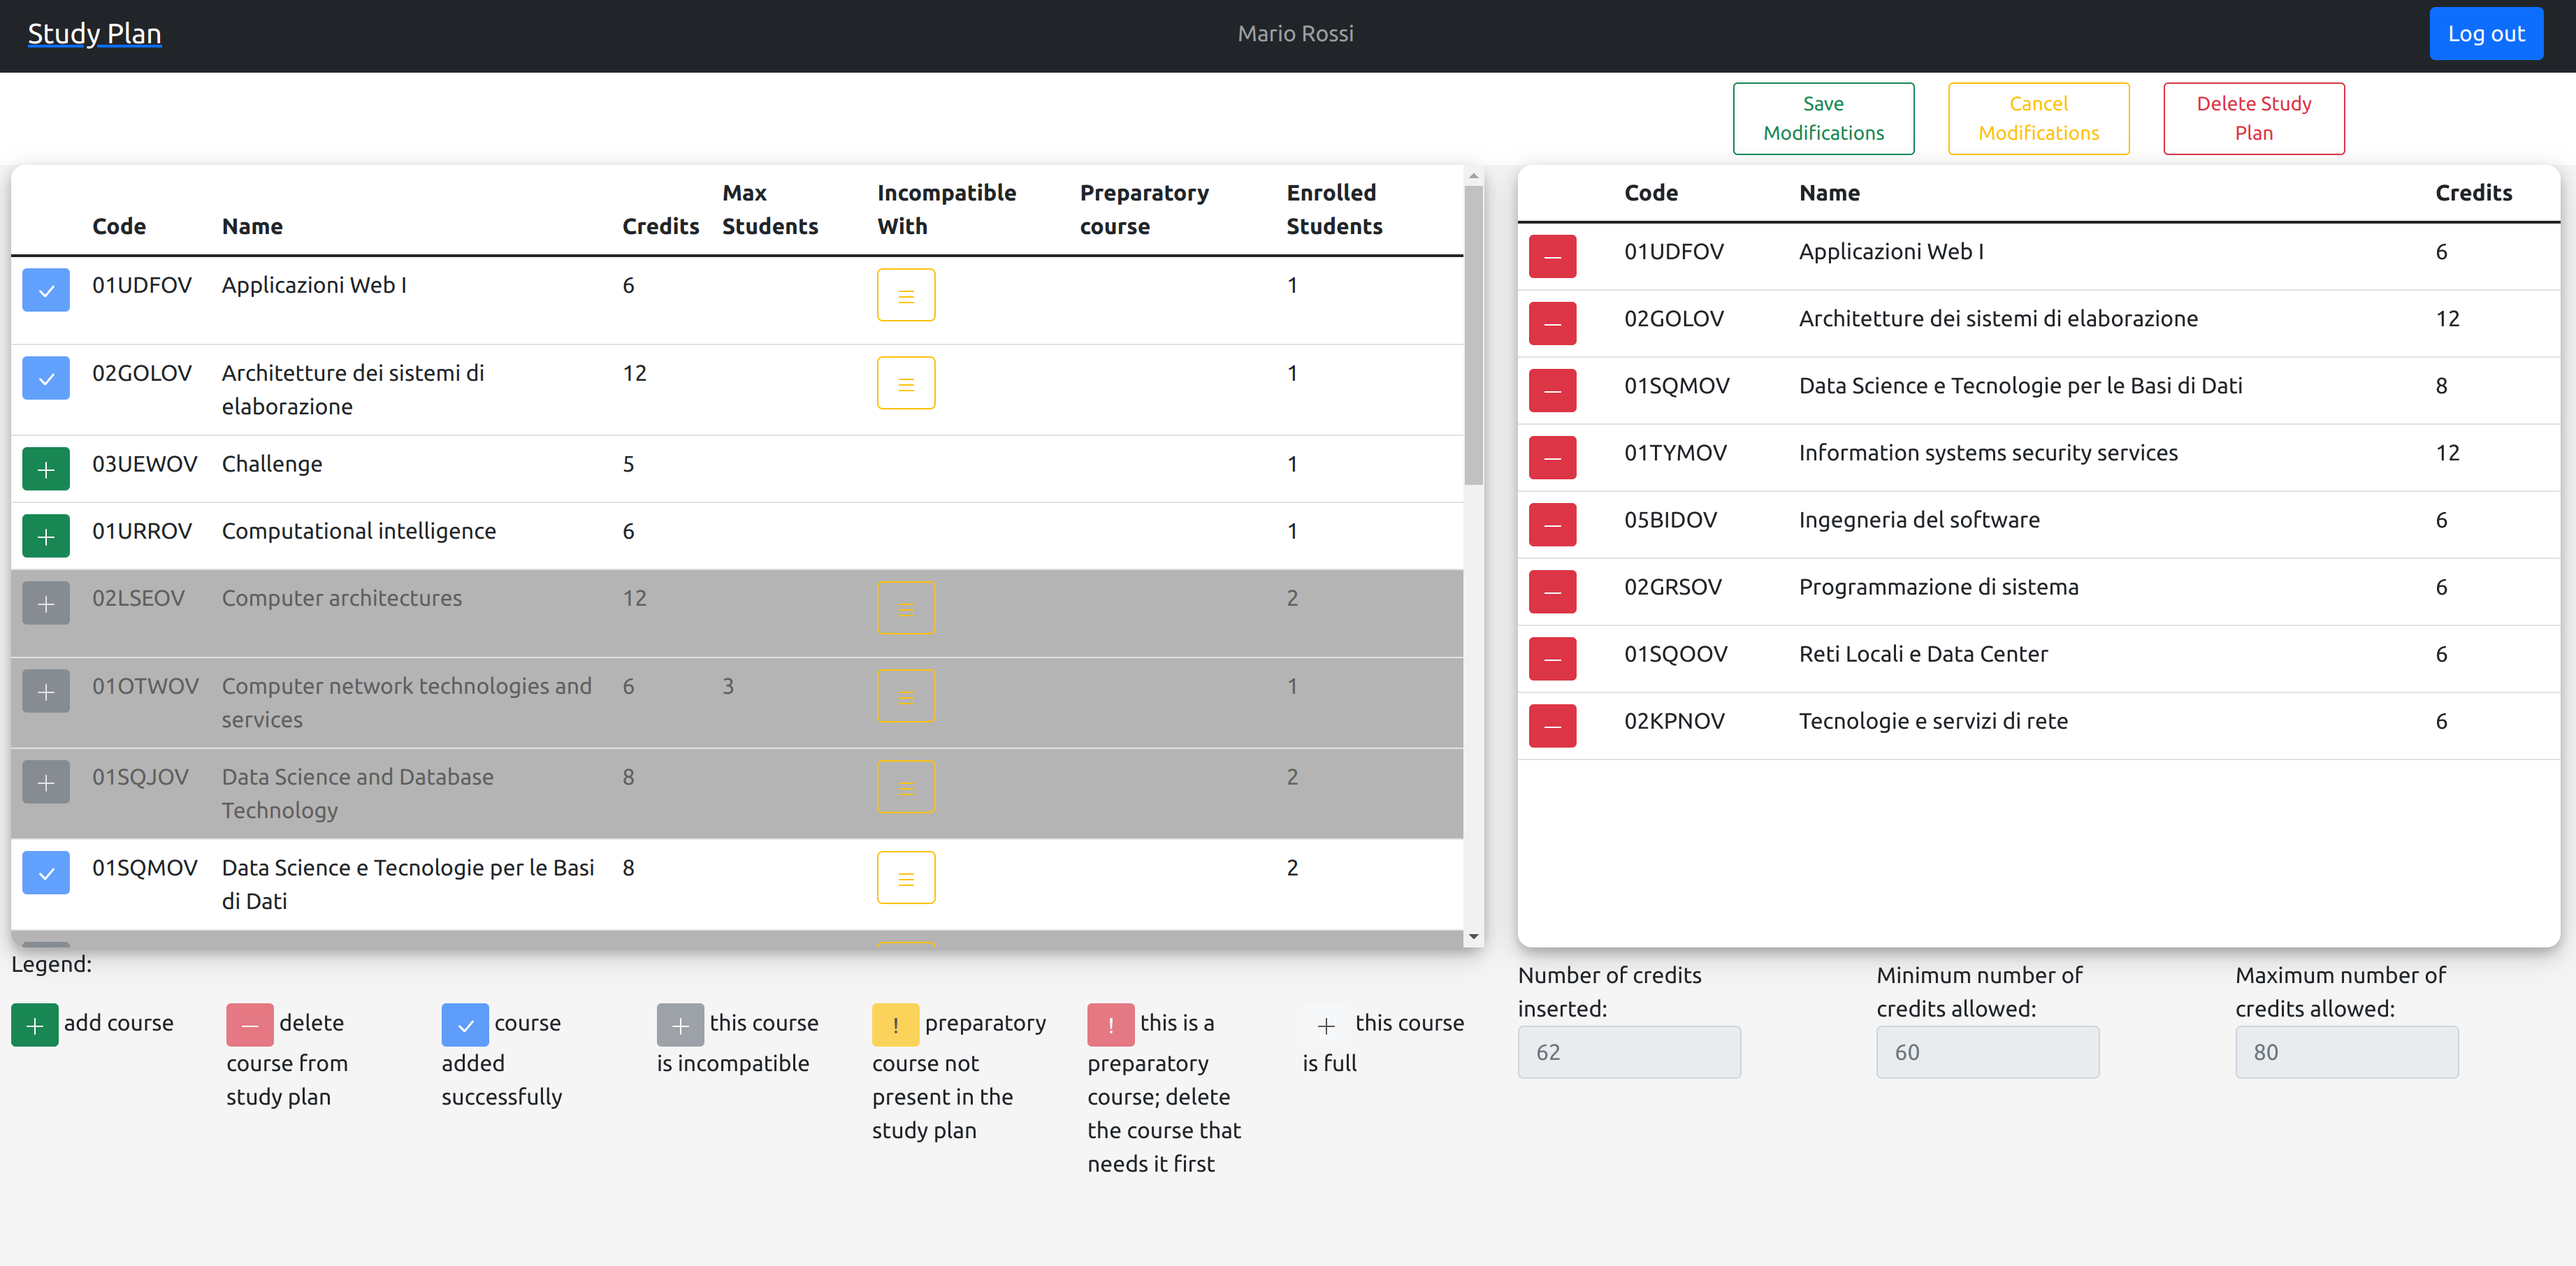 Study Plan
Mario Rossi
Log out
Save
Modifications
Cancel
Modifications
Delete Study
Plan
Code Name Credits Max Students Incompatible With Preparatory course Enrolled Students
01UDFOV Applicazioni Web I 6 1
02GOLOV Architetture dei sistemi di
elaborazione 12 1
03UEWOV Challenge 5 1
01URROV Computational intelligence 6 1
02LSEOV Computer architectures 12 2
01OTWOV Computer network technologies and
services 6 3 1
01SQJOV Data Science and Database
Technology 8 2
01SQMOV Data Science e Tecnologie per le Basi
di Dati 8 2
Code Name Credits
01UDFOV Applicazioni Web I 6
02GOLOV Architetture dei sistemi di elaborazione 12
01SQMOV Data Science e Tecnologie per le Basi di Dati 8
01TYMOV Information systems security services 12
05BIDOV Ingegneria del software 6
02GRSOV Programmazione di sistema 6
01SQOOV Reti Locali e Data Center 6
02KPNOV Tecnologie e servizi di rete 6
Legend:
+ add course
— delete
course from
study plan
✓ course
added
successfully
+ this course
is incompatible
! preparatory
course not
present in the
study plan
! this is a
preparatory
course; delete
the course that
needs it first
+ this course
is full
Number of credits
inserted:
62
Minimum number of
credits allowed:
60
Maximum number of
credits allowed:
80